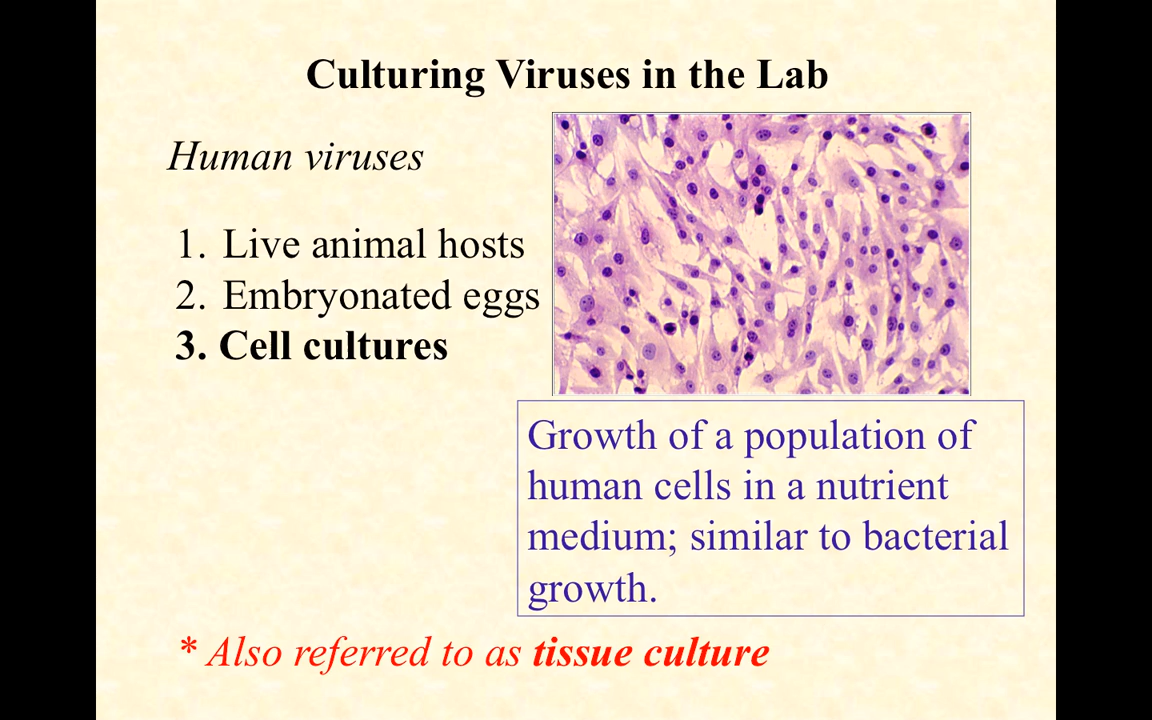 Culturing Viruses in the Lab
Human viruses
1. Live animal hosts
2. Embryonated eggs
3. Cell cultures
Growth of a population of
human cells in a nutrient
medium; similar to bacterial
growth.
* Also referred to as tissue culture